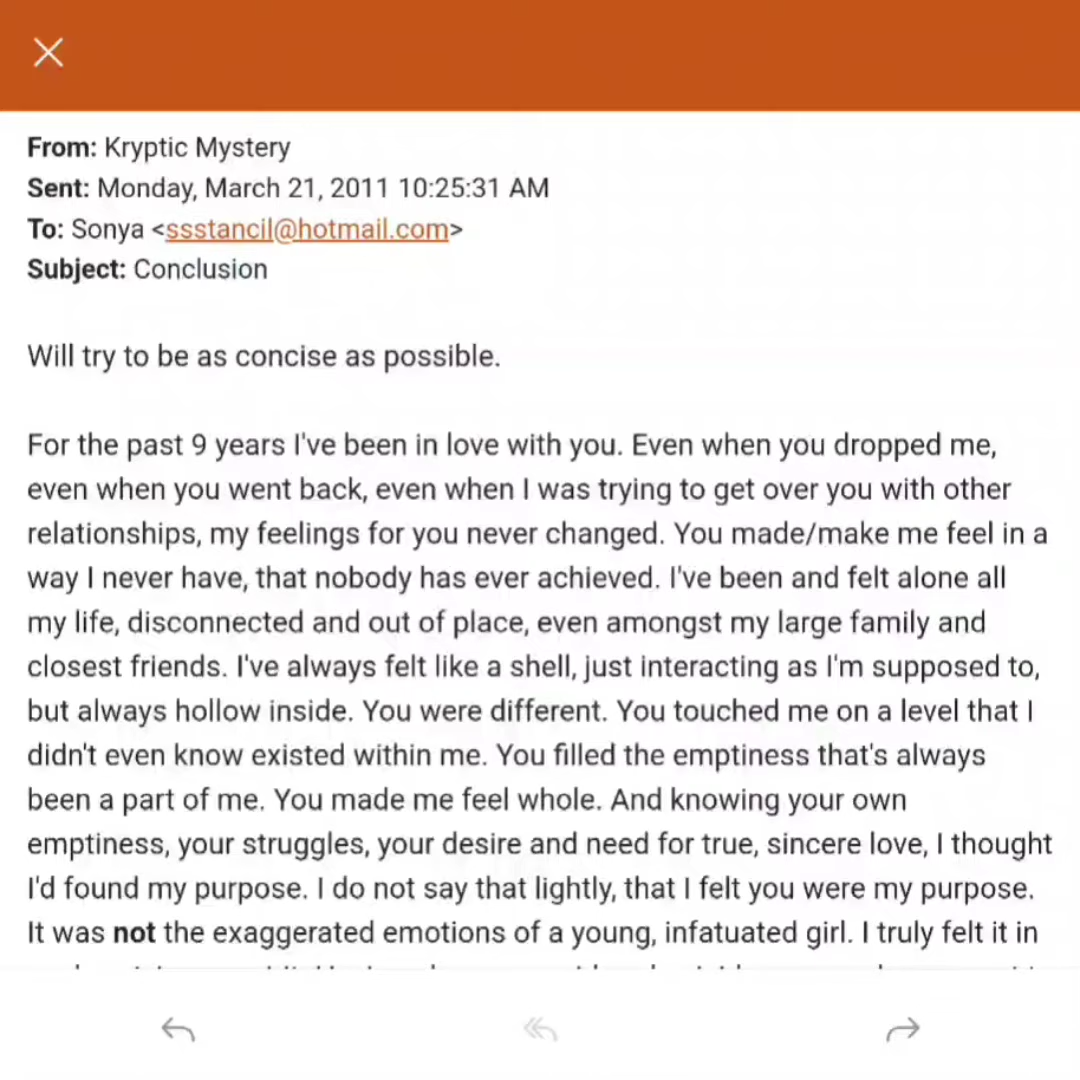 From: Kryptic Mystery
Sent: Monday, March 21, 2011 10:25:31 AM
To: Sonya <ssstancil@hotmail.com>
Subject: Conclusion
Will try to be as concise as possible.
For the past 9 years I've been in love with you. Even when you dropped me,
even when you went back, even when I was trying to get over you with other
relationships, my feelings for you never changed. You made/make me feel in a
way I never have, that nobody has ever achieved. I've been and felt alone all
my life, disconnected and out of place, even amongst my large family and
closest friends. I've always felt like a shell, just interacting as I'm supposed to,
but always hollow inside. You were different. You touched me on a level that I
didn't even know existed within me. You filled the emptiness that's always
been a part of me. You made me feel whole. And knowing your own
emptiness, your struggles, your desire and need for true, sincere love, I thought
I'd found my purpose. I do not say that lightly, that I felt you were my purpose.
It was not the exaggerated emotions of a young, infatuated girl. I truly felt it in